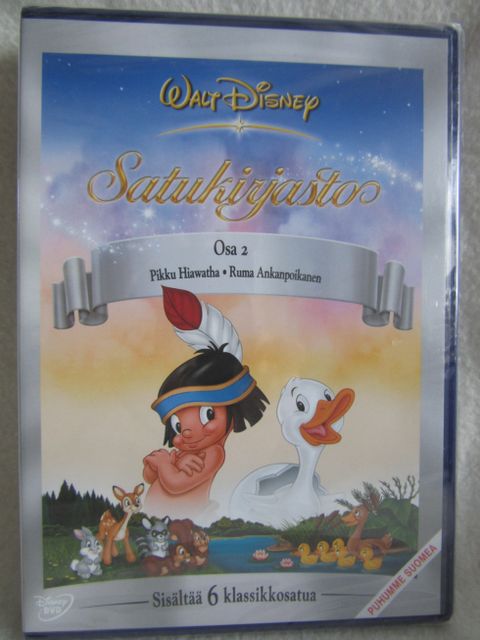 WALT DISNEY
Satukirjasto
Osa 2
Pikku Hiawatha • Ruma Ankanpoikanen
PUHUMME SUOMEA
Disney
DVD
Sisältää 6 klassikkosatua